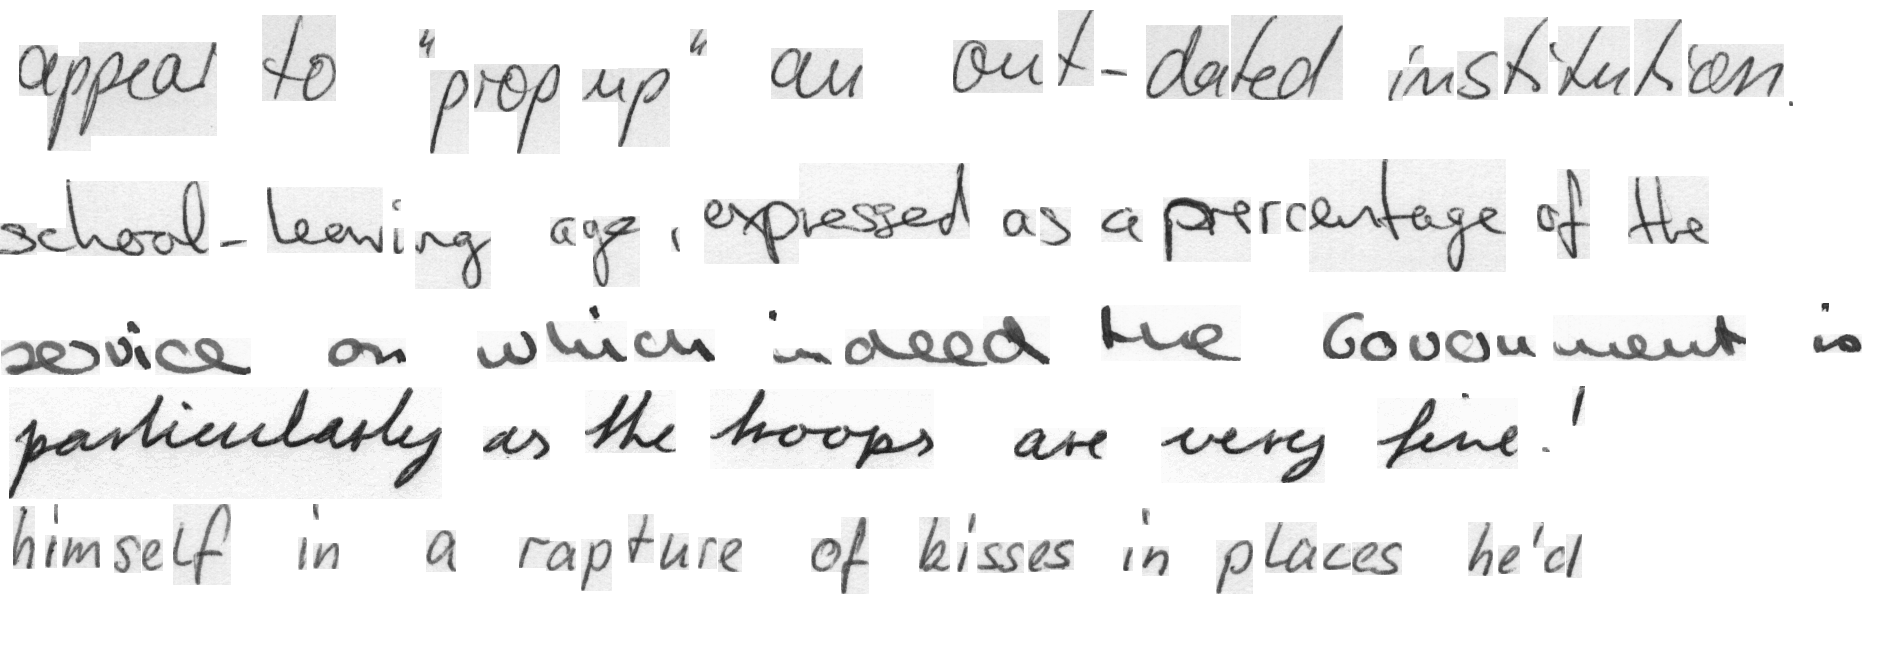 appear to "prop up" an out-dated institution.
school-leaving age, expressed as a percentage of the
service on which indeed the Government is
particularly as the troops are very fine.'
himself in a rapture of kisses in places he'd